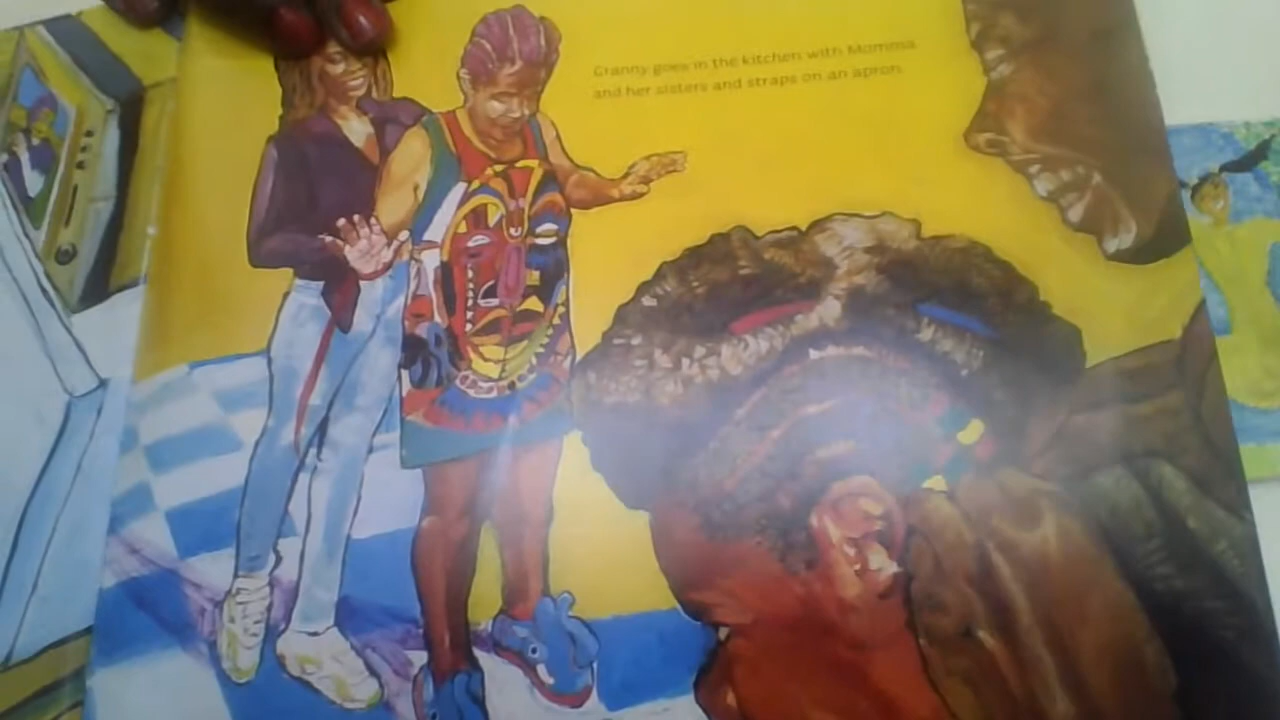 Granny goes in the kitchen with Momma
and her sisters and straps on an apron.